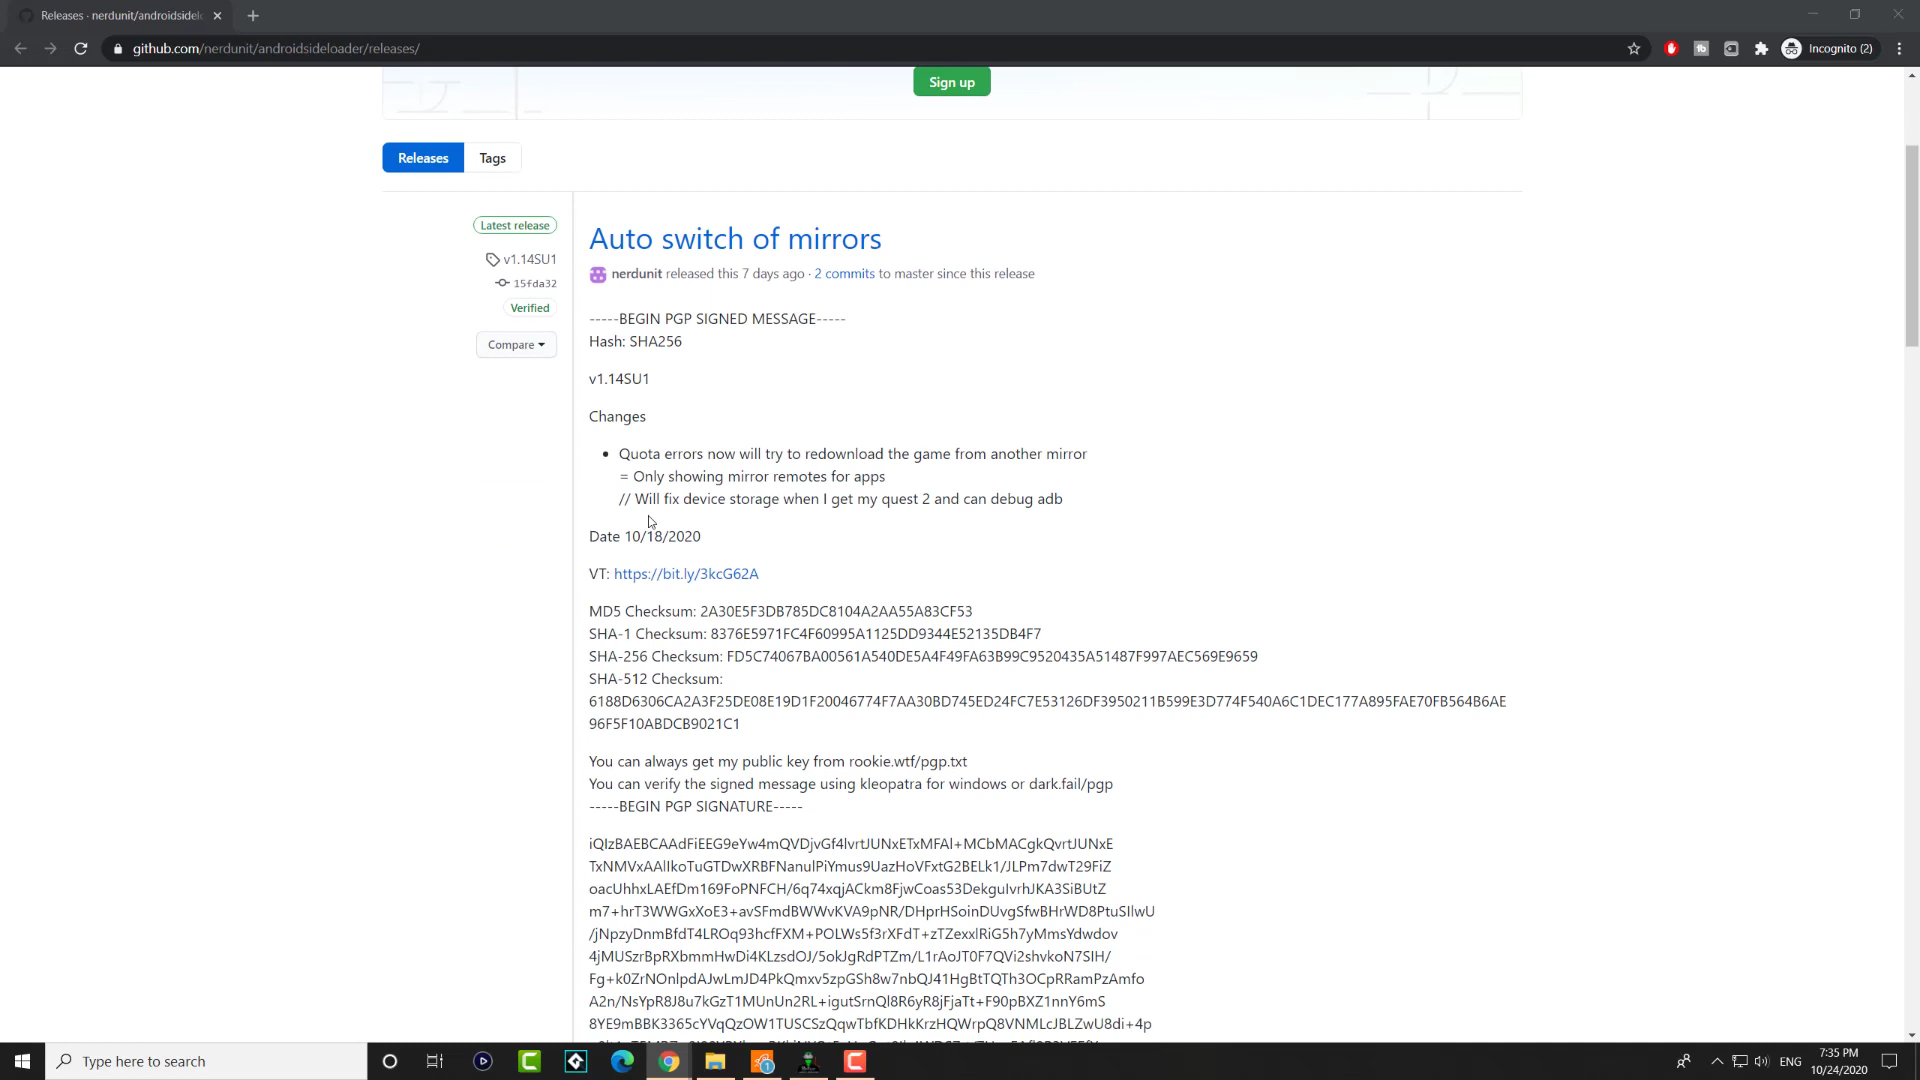 Releases · nerdunit/androidsidel
github.com/nerdunit/androidsideloader/releases/
Incognito (2)
Sign up
Releases
Tags
Latest release
v1.14SU1
15fda32
Verified
Compare
Auto switch of mirrors
nerdunit released this 7 days ago · 2 commits to master since this release
-----BEGIN PGP SIGNED MESSAGE-----
Hash: SHA256
v1.14SU1
Changes
• Quota errors now will try to redownload the game from another mirror
= Only showing mirror remotes for apps
// Will fix device storage when I get my quest 2 and can debug adb
Date 10/18/2020
VT: https://bit.ly/3kcG62A
MD5 Checksum: 2A30E5F3DB785DC8104A2AA55A83CF53
SHA-1 Checksum: 8376E5971FC4F60995A1125DD9344E52135DB4F7
SHA-256 Checksum: FD5C74067BA00561A540DE5A4F49FA63B99C9520435A51487F997AEC569E9659
SHA-512 Checksum:
6188D6306CA2A3F25DE08E19D1F20046774F7AA30BD745ED24FC7E53126DF3950211B599E3D774F540A6C1DEC177A895FAE70FB564B6AE
96F5F10ABDCB9021C1
You can always get my public key from rookie.wtf/pgp.txt
You can verify the signed message using kleopatra for windows or dark.fail/pgp
-----BEGIN PGP SIGNATURE-----
iQIzBAEBCAAdFiEEG9eYw4mQVDjvGf4lvrtJUNxETxMFAl+MCbMACgkQvrtJUNxE
TxNMVxAAlIkoTuGTDwXRBFNanulPiYmus9UazHoVFxtG2BELk1/JLPm7dwT29FiZ
oacUhhxLAEfDm169FoPNFCH/6q74xqjACkm8FjwCoas53DekguIvrhJKA3SiBUtZ
m7+hrT3WWGxXoE3+avSFmdBWWvKVA9pNR/DHprHSoinDUvgSfwBHrWD8PtuSIlwU
/jNpzyDnmBfdT4LROq93hcfFXM+POLWs5f3rXFdT+zTZexxlRiG5h7yMmsYdwdov
4jMUSzrBpRXbmmHwDi4KLzsdOJ/5okJgRdPTZm/L1rAoJT0F7QVi2shvkoN7SIH/
Fg+k0ZrNOnlpdAJwLmJD4PkQmxv5zpGSh8w7nbQJ41HgBtTQTh3OCpRRamPzAmfo
A2n/NsYpR8J8u7kGzT1MUnUn2RL+igutSrnQl8R6yR8jFjaTt+F90pBXZ1nnY6mS
8YE9mBBK3365cYVqQzOW1TUSCSzQqwTbfKDHkKrzHQWrpQ8VNMLcJBLZwU8di+4p
Type here to search
ENG
7:35 PM
10/24/2020